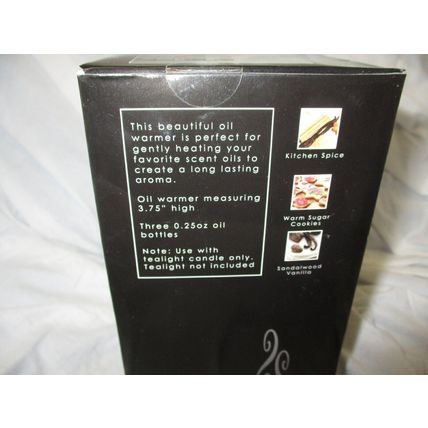 This beautiful oil
warmer is perfect for
gently heating your
favorite scent oils to
create a long lasting
aroma.
Oil warmer measuring
3.75" high
Three 0.25oz oil
bottles
Note: Use with
tealight candle only.
Tealight not included
Kitchen Spice
Warm Sugar
Cookies
Sandalwood
Vanilla